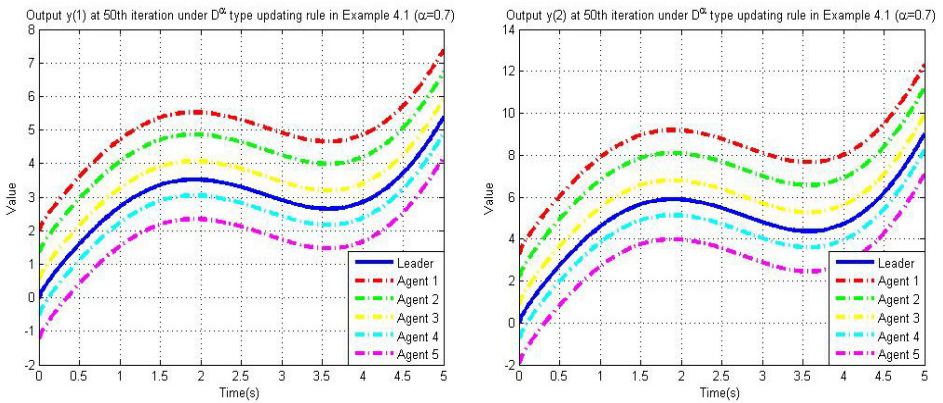 Output y(1) at 50th iteration under D^α type updating rule in Example 4.1 (α=0.7)
8
7
6
5
4
3
2
1
0
-1
-2
Value
0 0.5 1 1.5 2 2.5 3 3.5 4 4.5 5
Time(s)
Leader
Agent 1
Agent 2
Agent 3
Agent 4
Agent 5
Output y(2) at 50th iteration under D^α type updating rule in Example 4.1 (α=0.7)
14
12
10
8
6
4
2
0
-2
Value
0 0.5 1 1.5 2 2.5 3 3.5 4 4.5 5
Time(s)
Leader
Agent 1
Agent 2
Agent 3
Agent 4
Agent 5